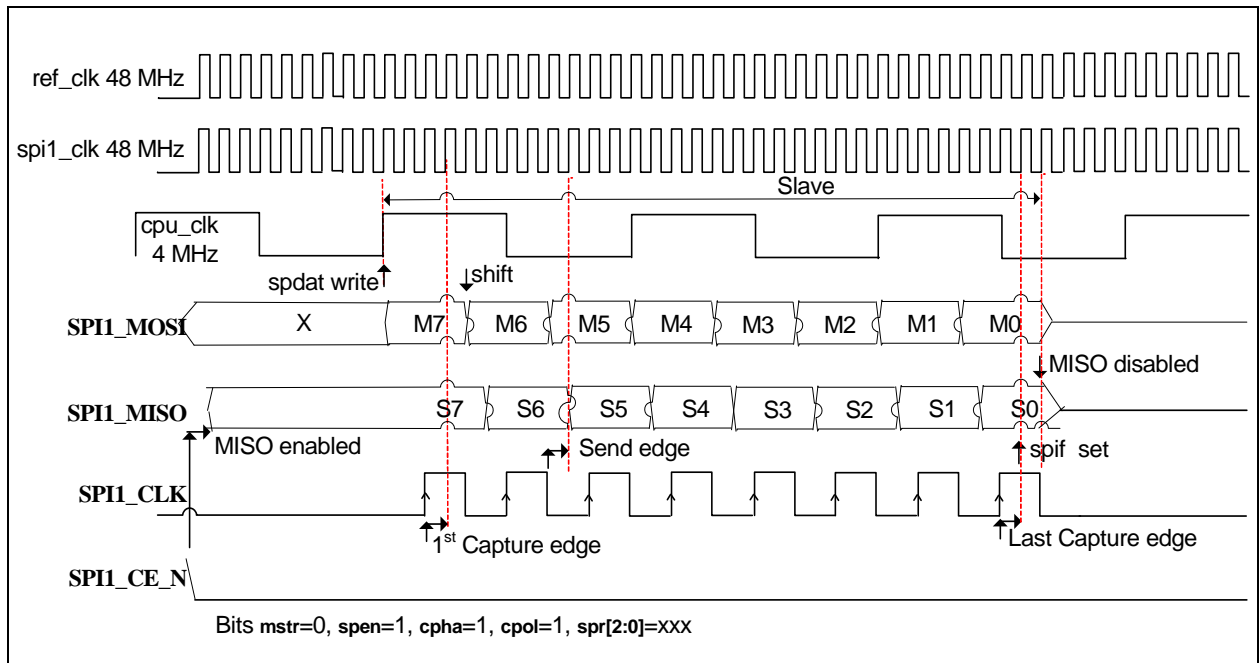 ref_clk 48 MHz
spi1_clk 48 MHz
Slave
cpu_clk
4 MHz
spdat write
shift
SPI1_MOSI X M7 M6 M5 M4 M3 M2 M1 M0
MISO disabled
SPI1_MISO S7 S6 S5 S4 S3 S2 S1 S0
MISO enabled
Send edge
spif set
SPI1_CLK
1st Capture edge
Last Capture edge
SPI1_CE_N
Bits mstr=0, spen=1, cpha=1, cpol=1, spr[2:0]=xxx